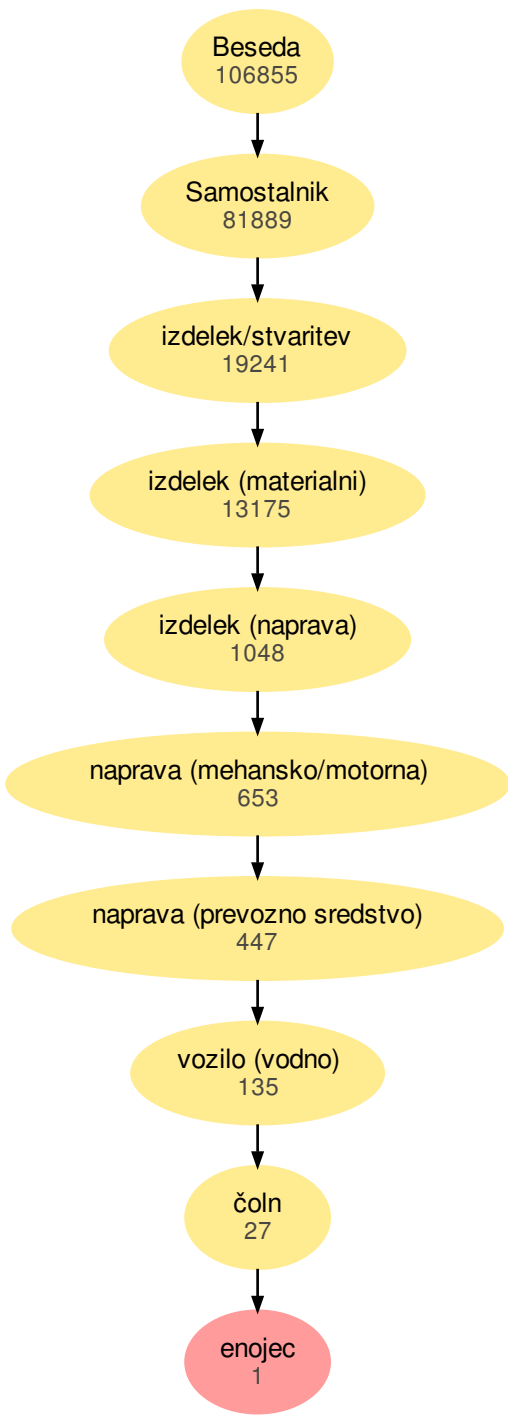 Beseda
106855
Samostalnik
81889
izdelek/stvaritev
19241
izdelek (materialni)
13175
izdelek (naprava)
1048
naprava (mehansko/motorna)
653
naprava (prevozno sredstvo)
447
vozilo (vodno)
135
čoln
27
enojec
1